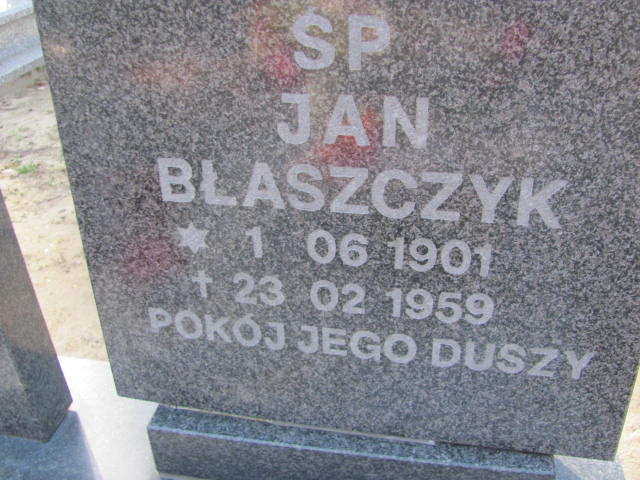 ŚP
JAN
BŁASZCZYK
* 1 06 1901
† 23 02 1959
POKÓJ JEGO DUSZY